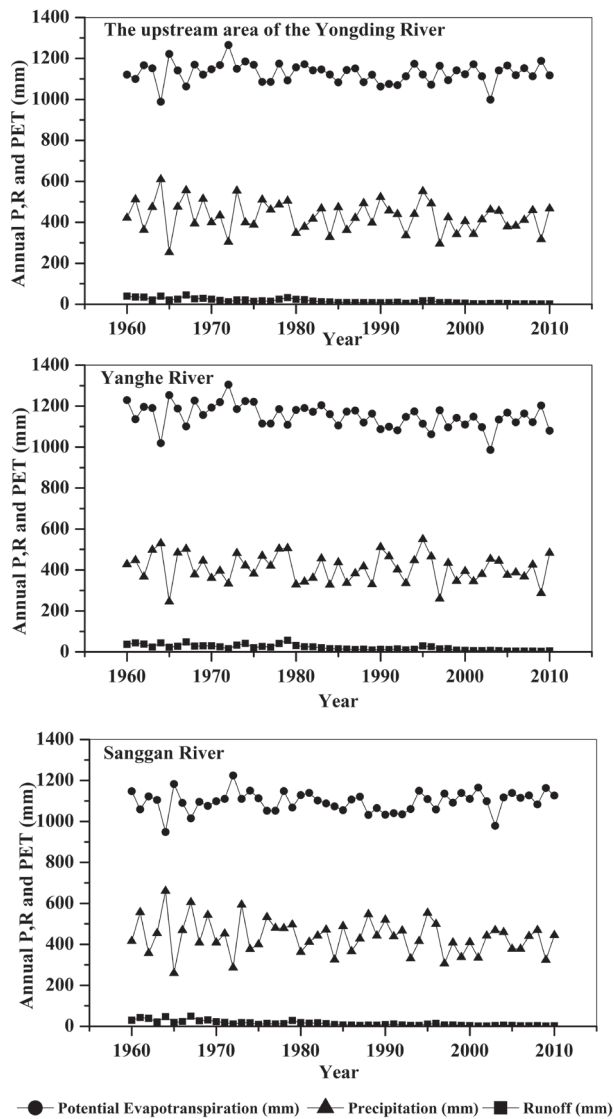 The upstream area of the Yongding River
Annual P,R and PET (mm)
1400
1200
1000
800
600
400
200
0
1960 1970 1980 1990 2000 2010
Year
Yanghe River
Annual P,R and PET (mm)
1400
1200
1000
800
600
400
200
0
1960 1970 1980 1990 2000 2010
Year
Sanggan River
Annual P,R and PET (mm)
1400
1200
1000
800
600
400
200
0
1960 1970 1980 1990 2000 2010
Year
Potential Evapotranspiration (mm) Precipitation (mm) Runoff (mm)